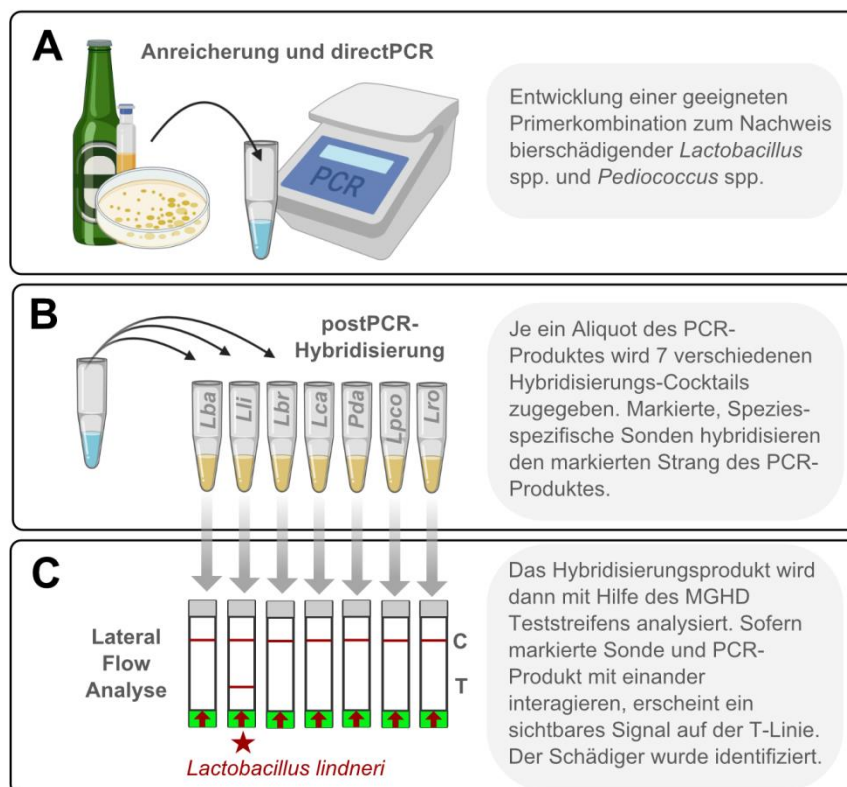 A
Anreicherung und directPCR
PCR
Entwicklung einer geeigneten
Primerkombination zum Nachweis
bierschädigender Lactobacillus
spp. und Pediococcus spp.
B
postPCR-
Hybridisierung
Lba
Lli
Lbr
Lca
Pda
Lpco
Lro
Je ein Aliquot des PCR-
Produktes wird 7 verschiedenen
Hybridisierungs-Cocktails
zugegeben. Markierte, Spezies-
spezifische Sonden hybridisieren
den markierten Strang des PCR-
Produktes.
C
Lateral
Flow
Analyse
C
T
Lactobacillus lindneri
Das Hybridisierungsprodukt wird
dann mit Hilfe des MGHD
Teststreifens analysiert. Sofern
markierte Sonde und PCR-
Produkt mit einander
interagieren, erscheint ein
sichtbares Signal auf der T-Linie.
Der Schädiger wurde identifiziert.